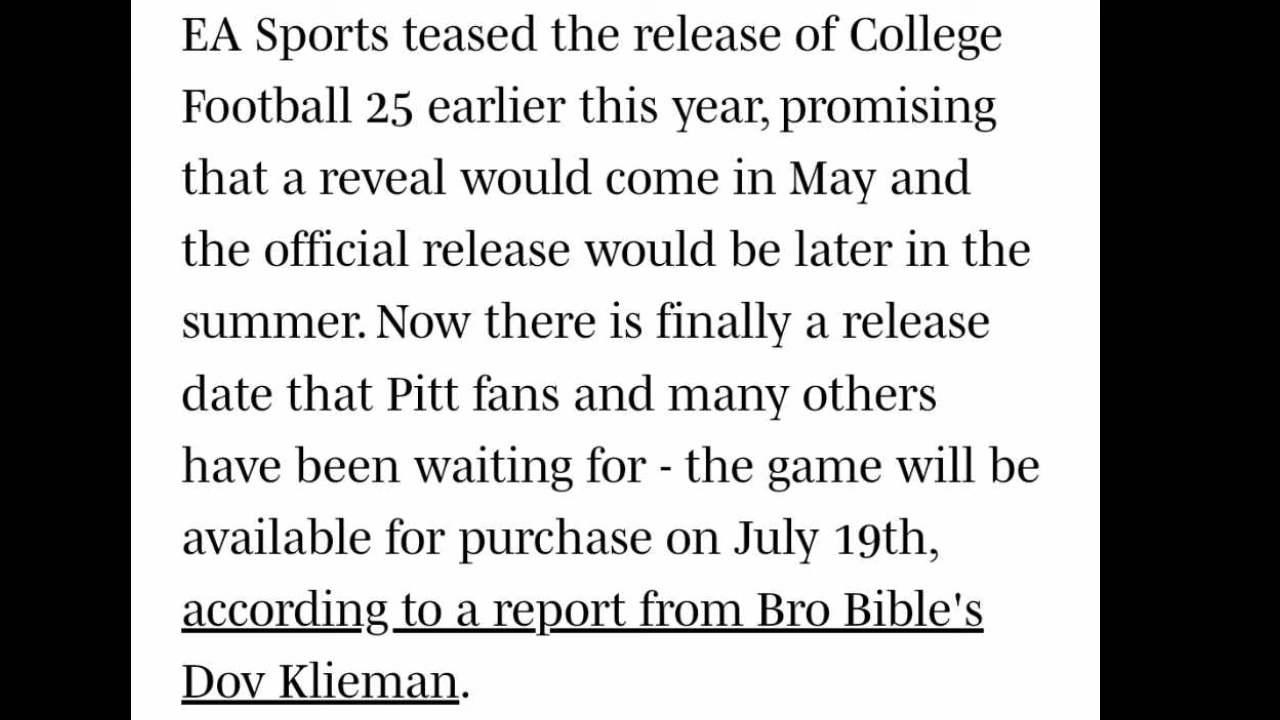 EA Sports teased the release of College
Football 25 earlier this year, promising
that a reveal would come in May and
the official release would be later in the
summer. Now there is finally a release
date that Pitt fans and many others
have been waiting for - the game will be
available for purchase on July 19th,
according to a report from Bro Bible's
Dov Klieman.